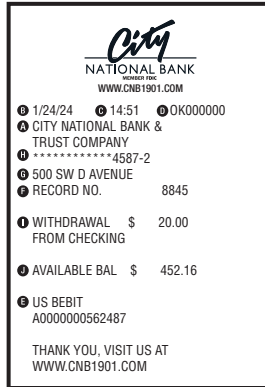 City
NATIONAL BANK
MEMBER FDIC
WWW.CNB1901.COM
B 1/24/24 C 14:51 D OK000000
A CITY NATIONAL BANK &
TRUST COMPANY
H ************4587-2
G 500 SW D AVENUE
F RECORD NO. 8845
I WITHDRAWAL $ 20.00
FROM CHECKING
J AVAILABLE BAL $ 452.16
E US BEBIT
A0000000562487
THANK YOU, VISIT US AT
WWW.CNB1901.COM